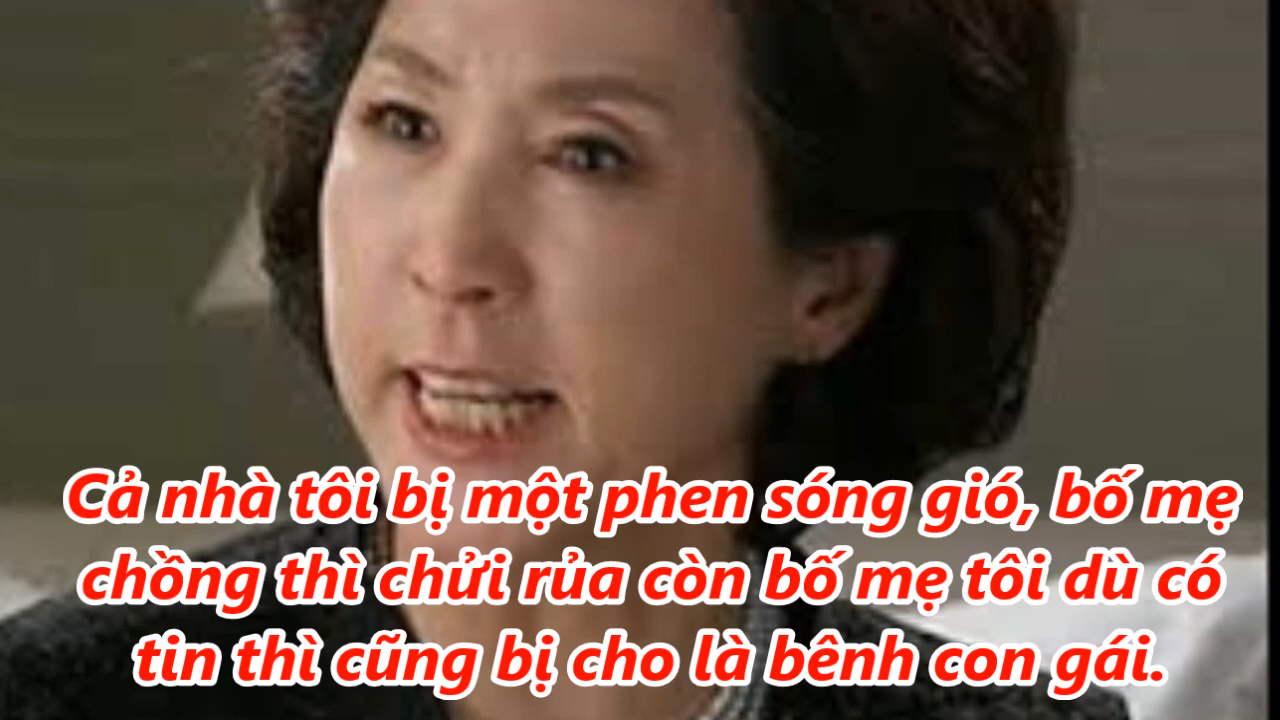 Cả nhà tôi bị một phen sóng gió, bố mẹ
chồng thì chửi rủa còn bố mẹ tôi dù có
tin thì cũng bị cho là bênh con gái.